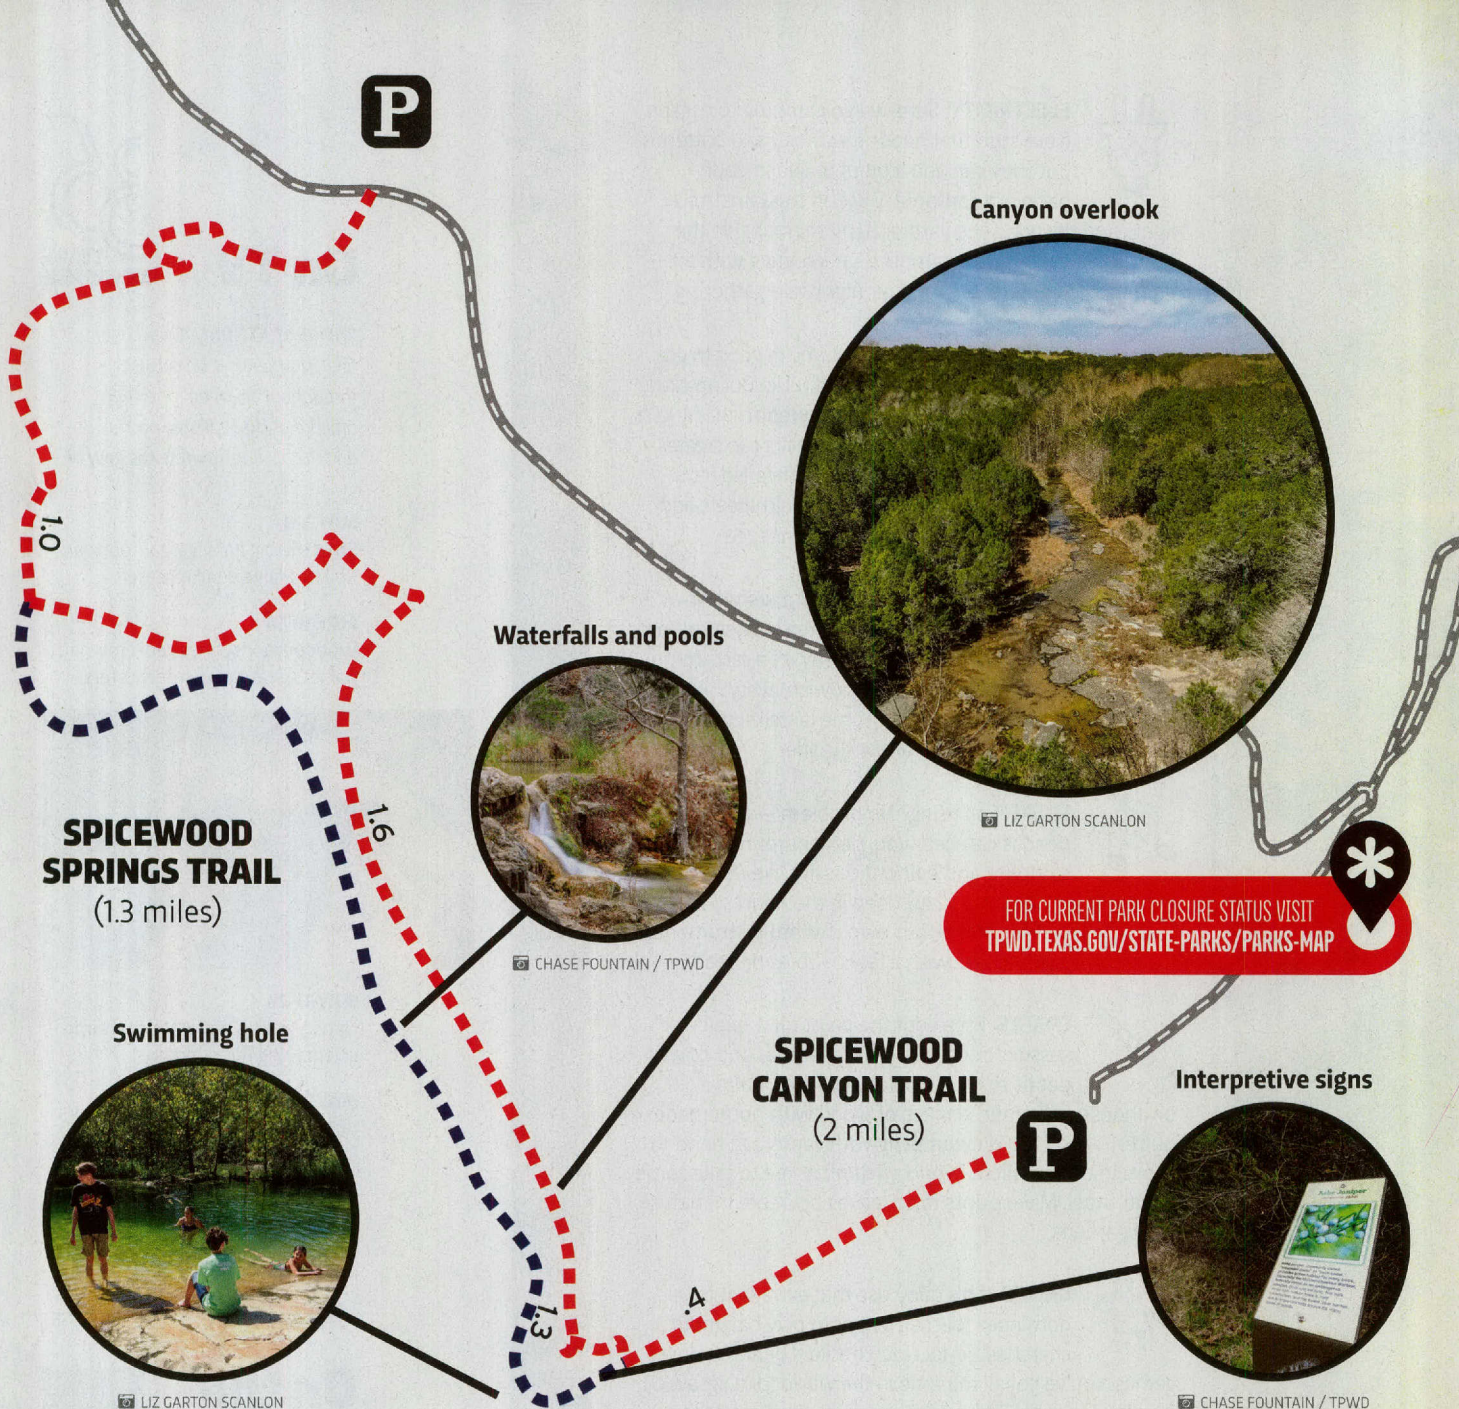 P
Canyon overlook
1.0
Waterfalls and pools
1.6
LIZ GARTON SCANLON
SPICEWOOD
SPRINGS TRAIL
(1.3 miles)
FOR CURRENT PARK CLOSURE STATUS VISIT
TPWD.TEXAS.GOV/STATE-PARKS/PARKS-MAP
CHASE FOUNTAIN / TPWD
Swimming hole
SPICEWOOD
CANYON TRAIL
(2 miles)
Interpretive signs
P
Ashe Juniper
.4
1.3
LIZ GARTON SCANLON
CHASE FOUNTAIN / TPWD